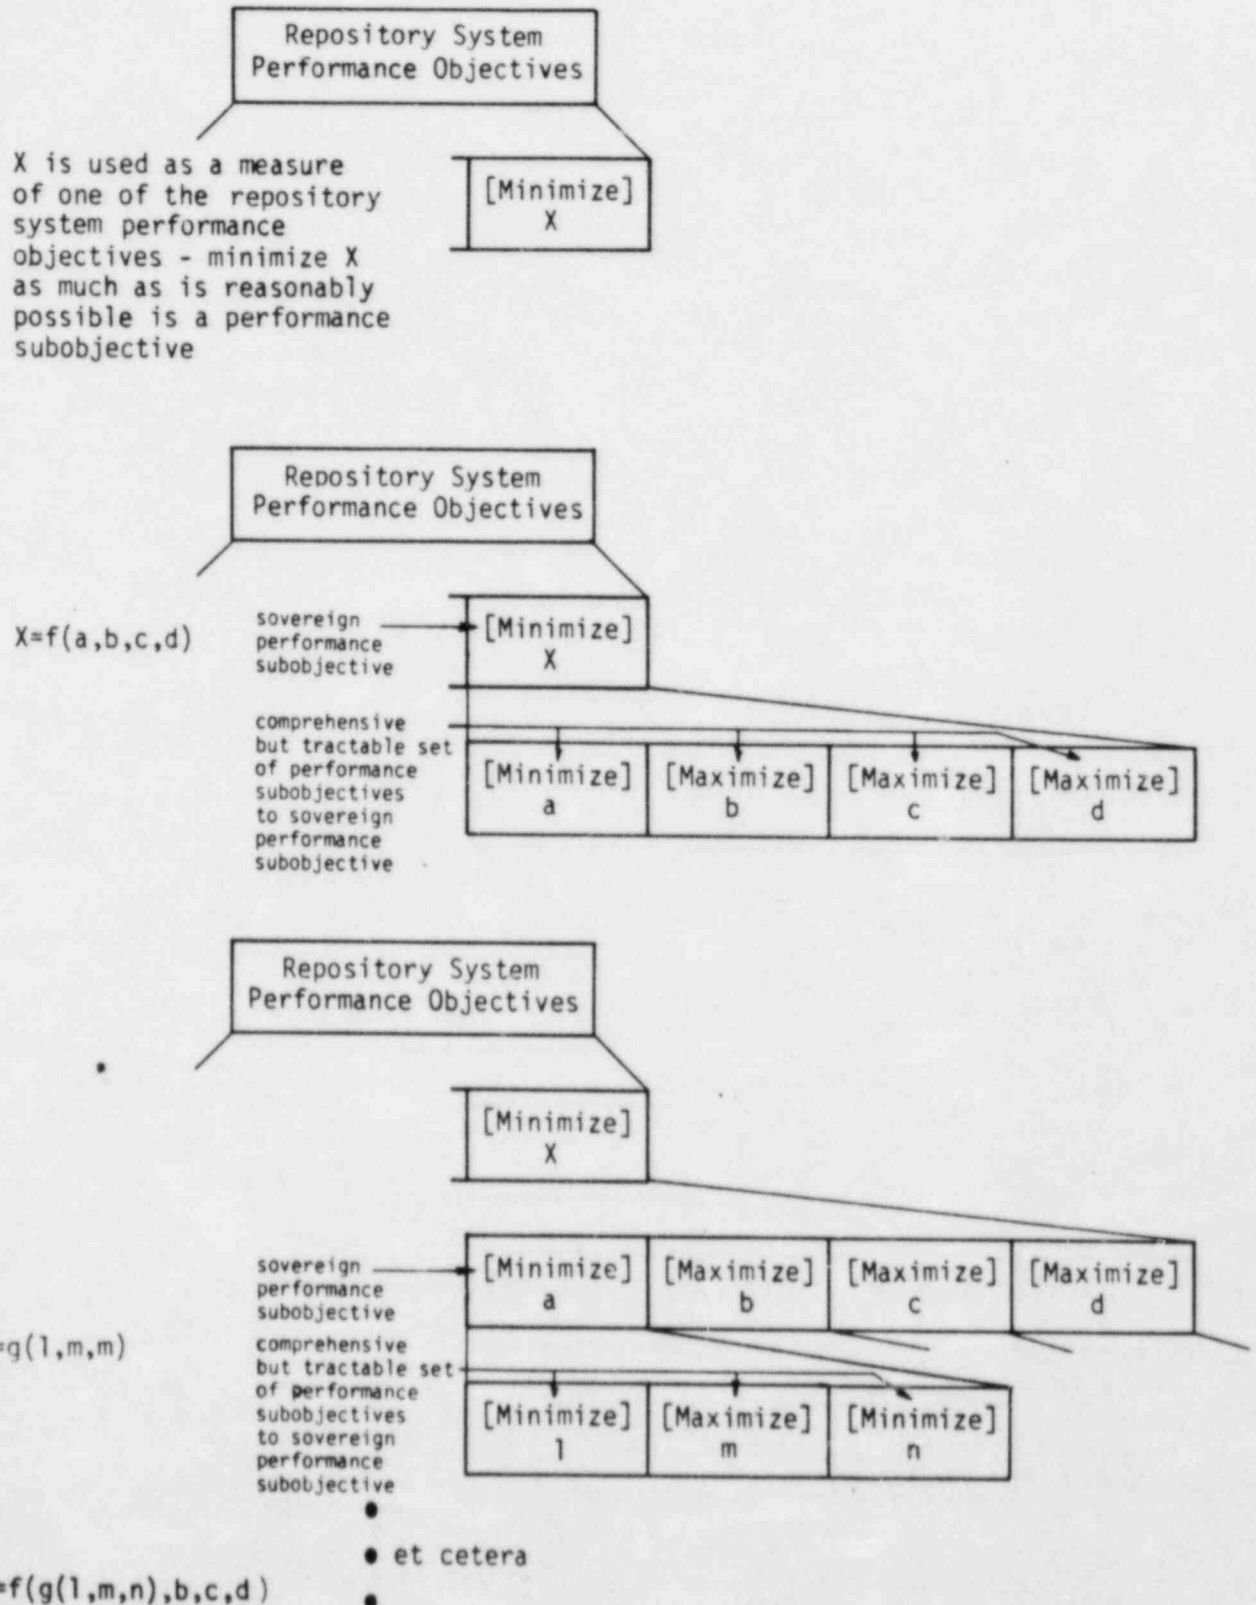 Repository System
Performance Objectives
X is used as a measure
of one of the repository
system performance
objectives - minimize X
as much as is reasonably
possible is a performance
subobjective
[Minimize]
X
Repository System
Performance Objectives
X=f(a,b,c,d)
sovereign
performance
subobjective
[Minimize]
X
comprehensive
but tractable set
of performance
subobjectives
to sovereign
performance
subobjective
[Minimize]
a
[Maximize]
b
[Maximize]
c
[Maximize]
d
Repository System
Performance Objectives
[Minimize]
X
sovereign
performance
subobjective
[Minimize]
a
[Maximize]
b
[Maximize]
c
[Maximize]
d
=g(l,m,m)
comprehensive
but tractable set
of performance
subobjectives
to sovereign
performance
subobjective
[Minimize]
l
[Maximize]
m
[Minimize]
n
et cetera
=f(g(l,m,n),b,c,d)